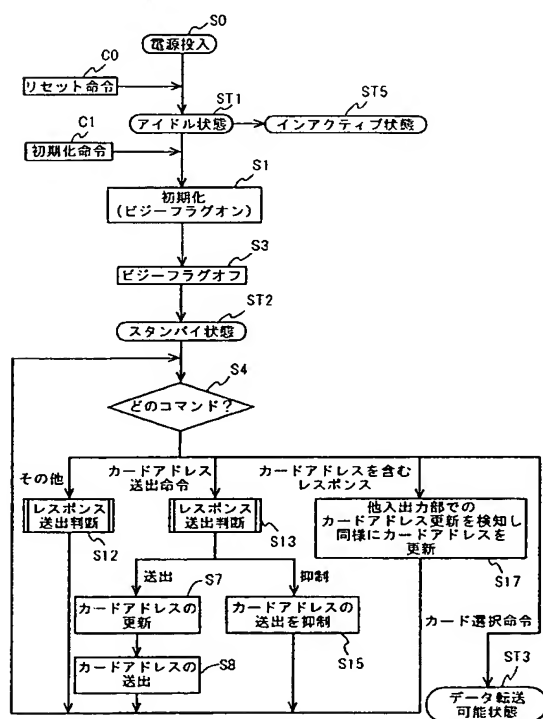 S0
電源投入
C0
リセット命令
ST1
アイドル状態
ST5
インアクティブ状態
C1
初期化命令
S1
初期化
(ビジーフラグオン)
S3
ビジーフラグオフ
ST2
スタンバイ状態
S4
どのコマンド?
その他
カードアドレス
送出命令
カードアドレスを含む
レスポンス
レスポンス
送出判断
S12
レスポンス
送出判断
S13
他入出力部での
カードアドレス更新を検知し
同様にカードアドレスを
更新
S17
送出
S7
抑制
カードアドレスの
更新
カードアドレスの
送出を抑制
S15
カード選択命令
S8
カードアドレスの
送出
ST3
データ転送
可能状態